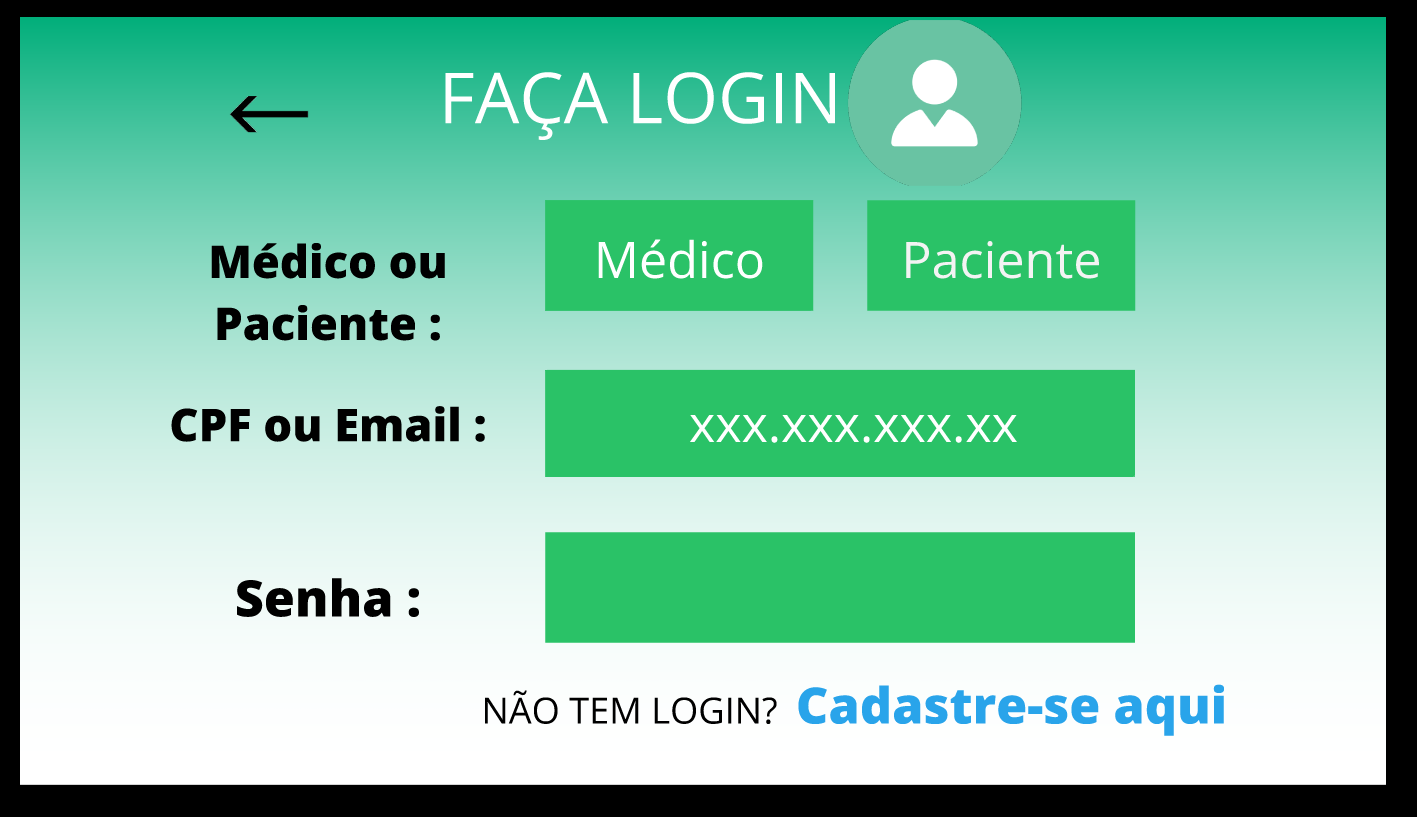 FAÇA LOGIN
Médico ou
Paciente :
Médico
Paciente
CPF ou Email :
xxx.xxx.xxx.xx
Senha :
NÃO TEM LOGIN? Cadastre-se aqui